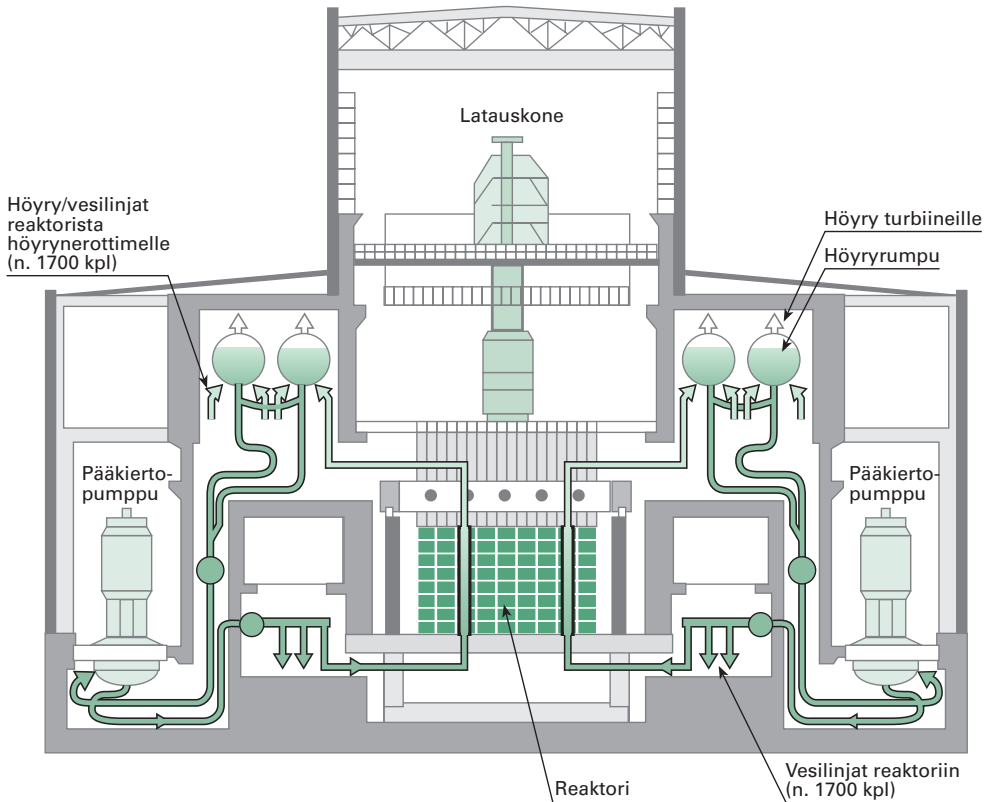 Latauskone
Höyry/vesilinjat
reaktorista
höyrynerottimelle
(n. 1700 kpl)
Höyry turbiineille
Höyryrumpu
Pääkierto-
pumppu
Pääkierto-
pumppu
Reaktori
Vesilinjat reaktoriin
(n. 1700 kpl)